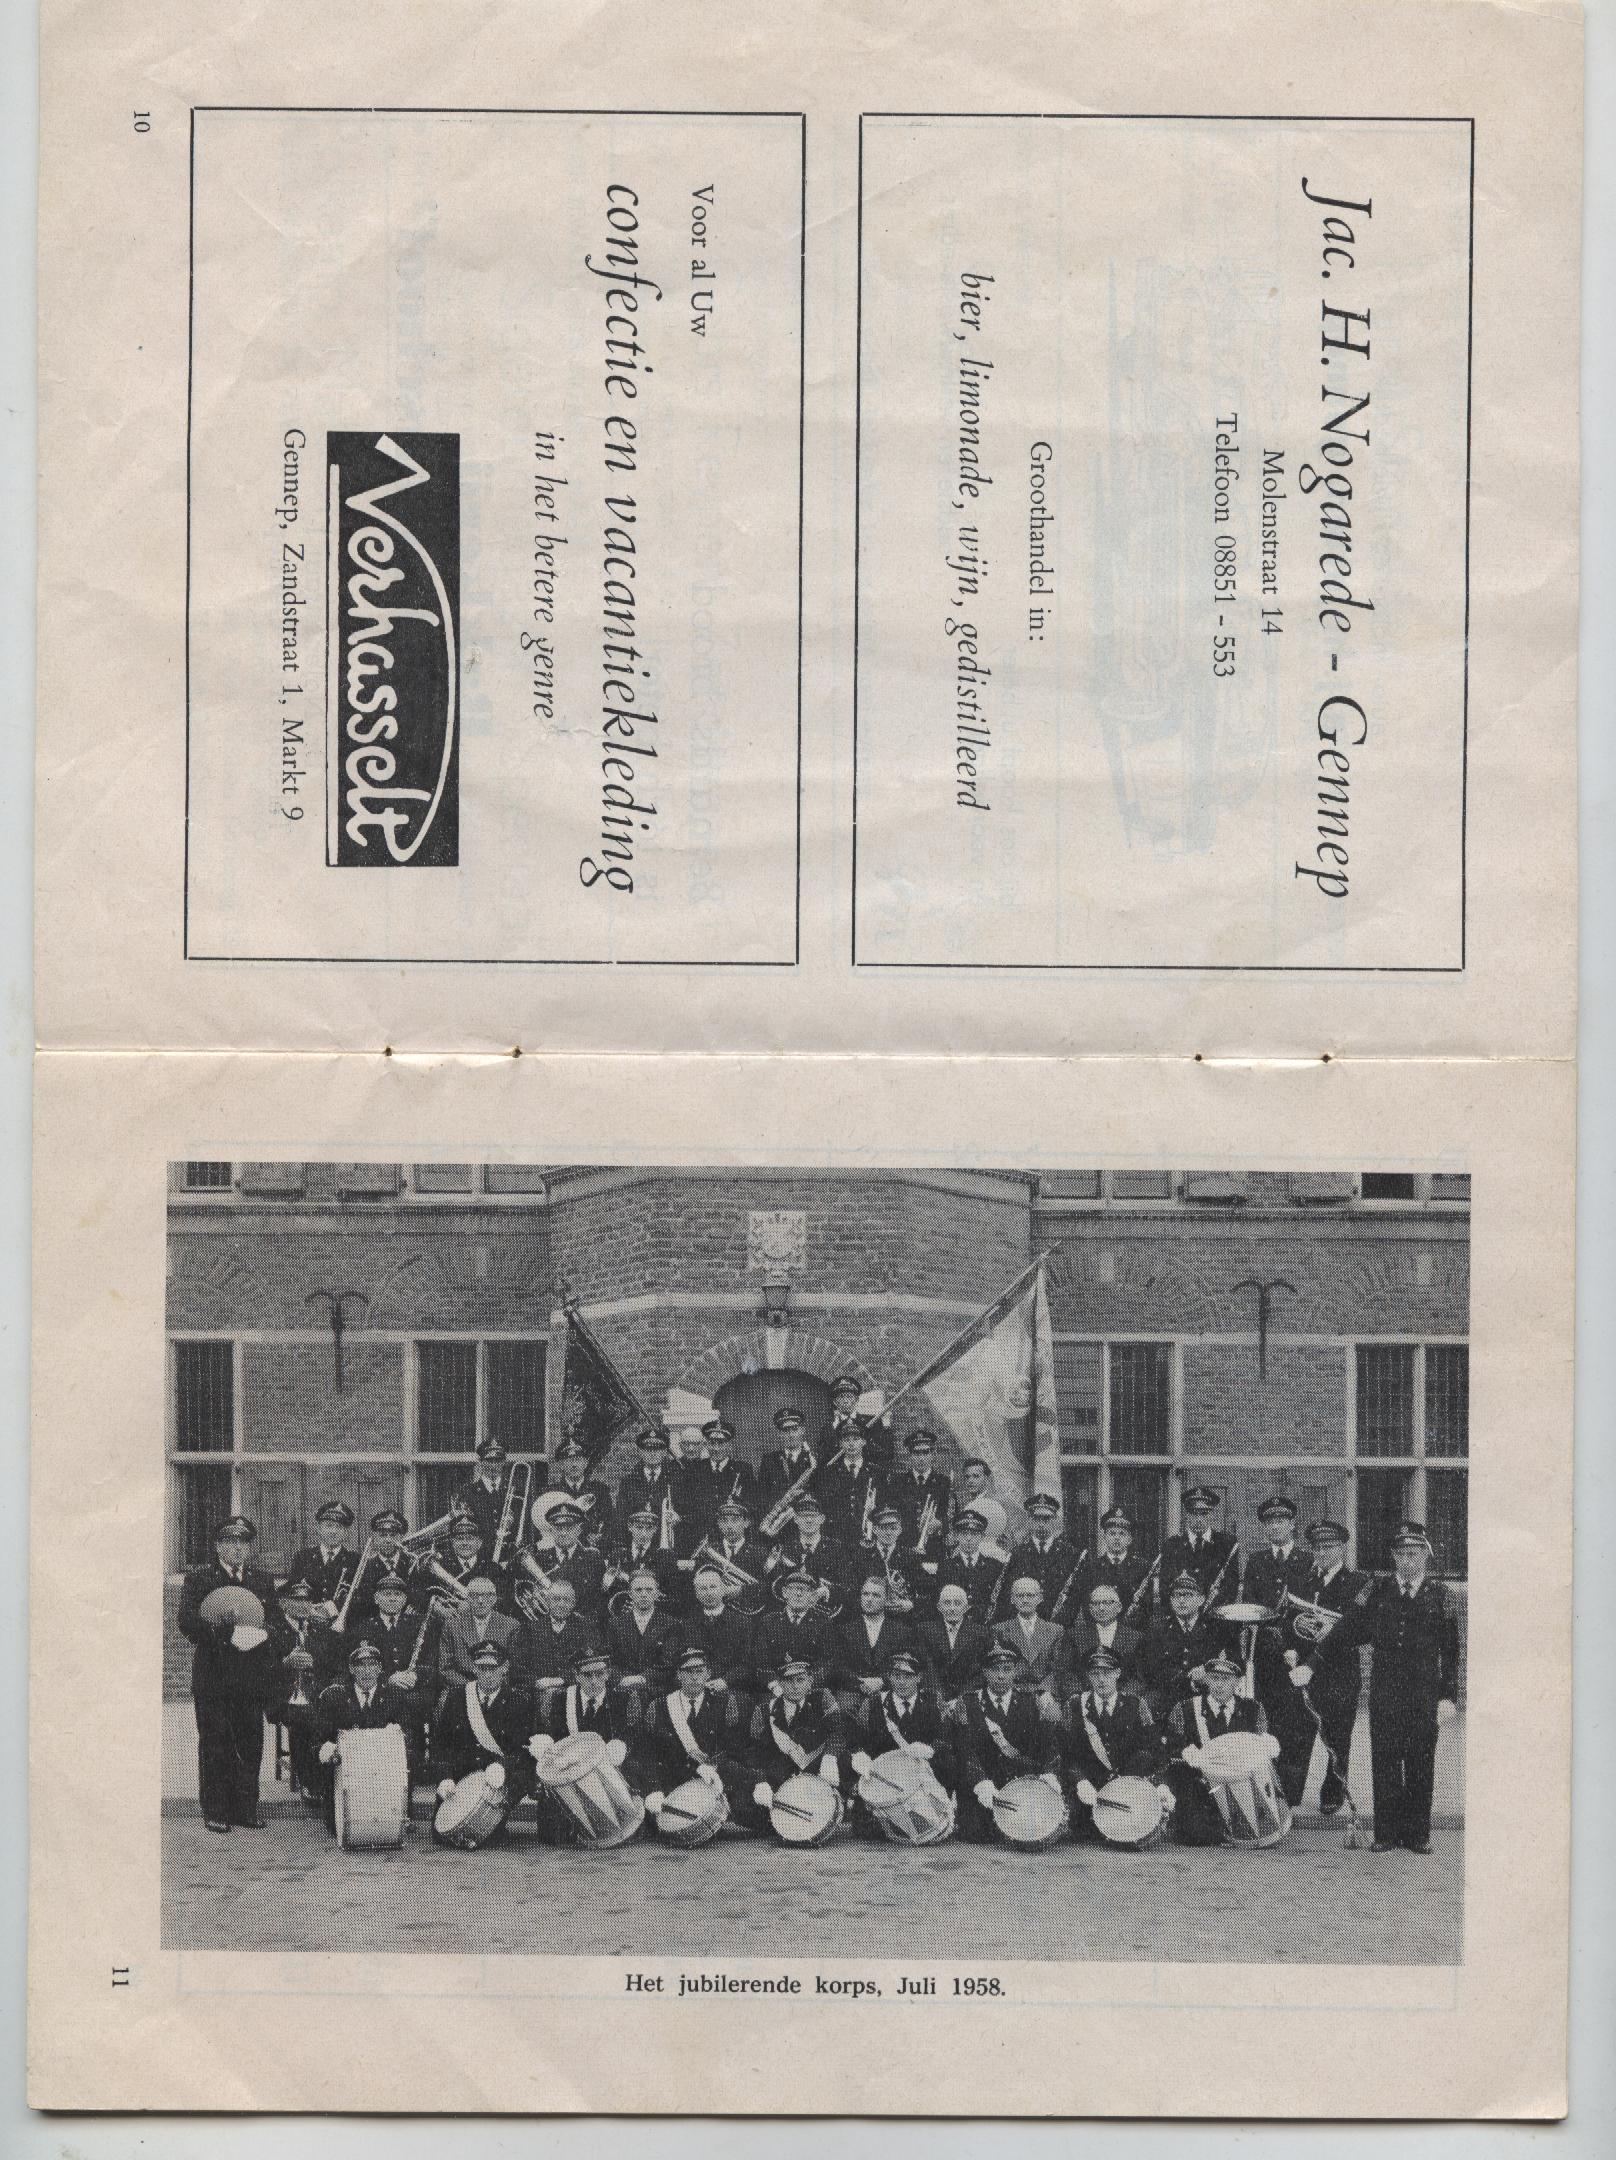 Jac. H. Nogarede - Gennep
Molenstraat 14
Telefoon 08851 - 553
Groothandel in:
bier, limonade, wijn, gedistilleerd
Voor al Uw
confectie en vacantiekleding
in het betere genre
Verhasselt
Gennep, Zandstraat 1, Markt 9
10
Het jubilerende korps, Juli 1958.
11